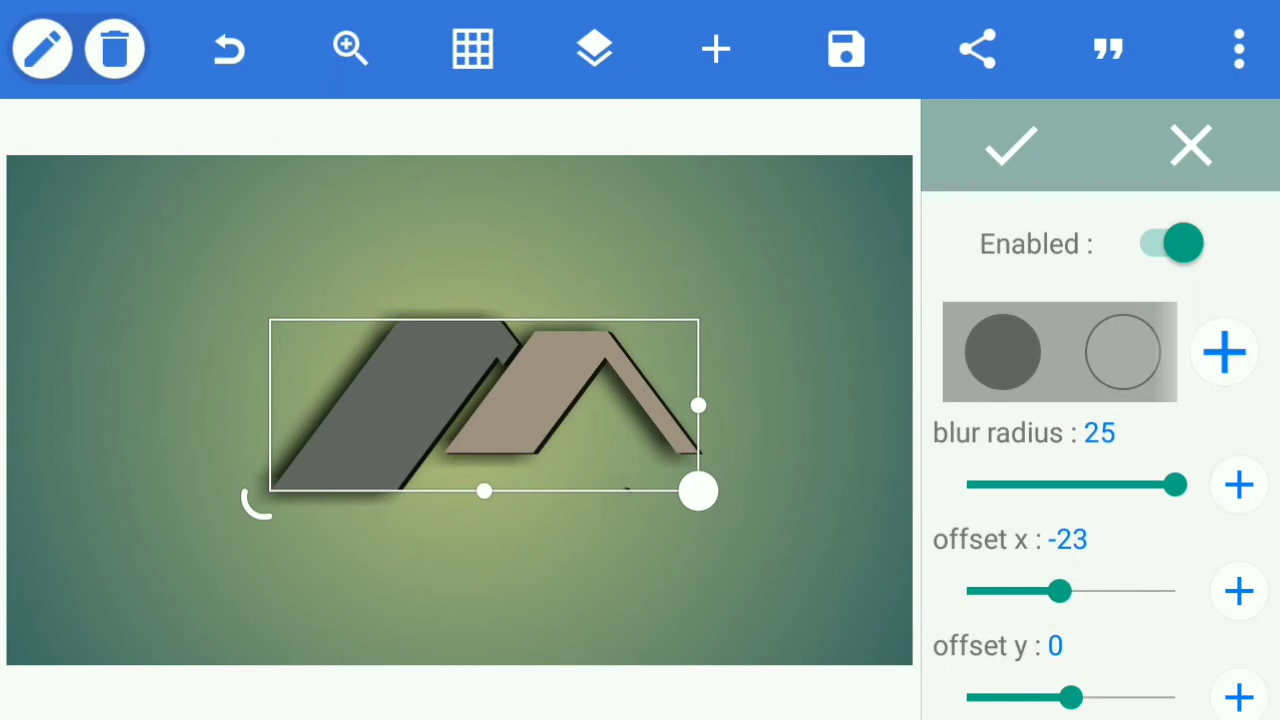 Enabled :
blur radius : 25
offset x : -23
offset y : 0